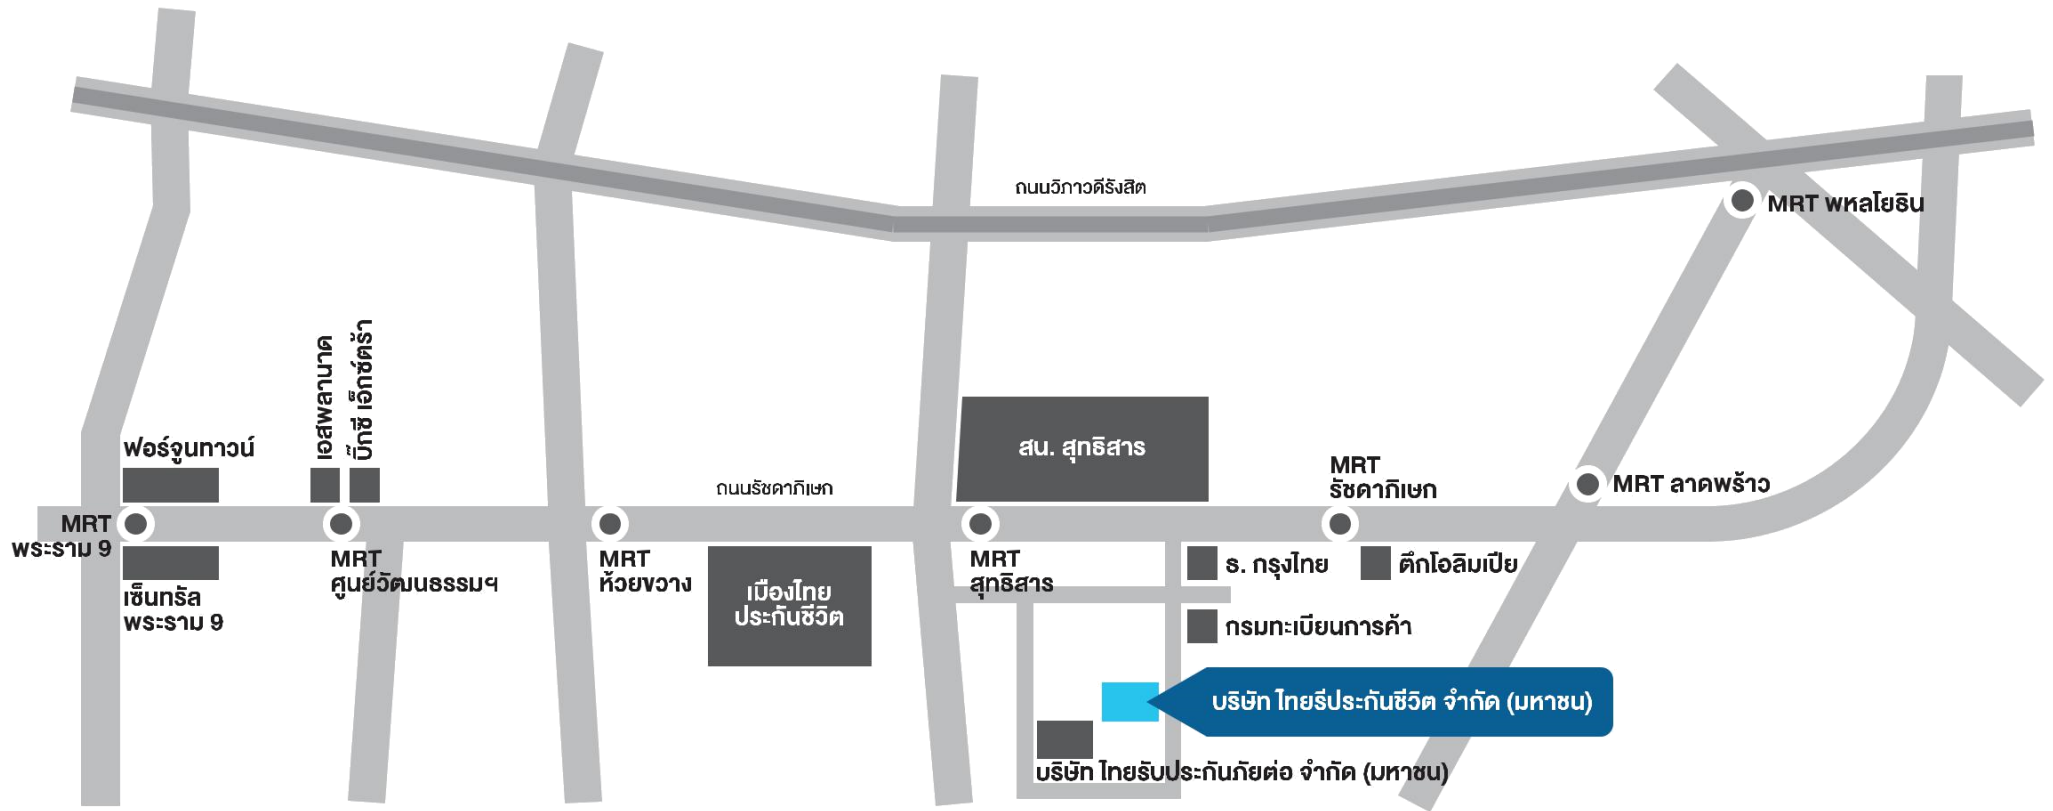 ถนนวิภาวดีรังสิต
MRT พหลโยธิน
เอสพลานาด
บิ๊กซี เอ็กซ์ตร้า
ฟอร์จูนทาวน์
สน. สุทธิสาร
MRT
รัชดาภิเษก
MRT ลาดพร้าว
ถนนรัชดาภิเษก
MRT
พระราม 9
MRT
ศูนย์วัฒนธรรมฯ
MRT
ห้วยขวาง
MRT
สุทธิสาร
ธ. กรุงไทย
ตึกโอลิมเปีย
เซ็นทรัล
พระราม 9
เมืองไทย
ประกันชีวิต
กรมทะเบียนการค้า
บริษัท ไทยรีประกันชีวิต จำกัด (มหาชน)
บริษัท ไทยรับประกันภัยต่อ จำกัด (มหาชน)